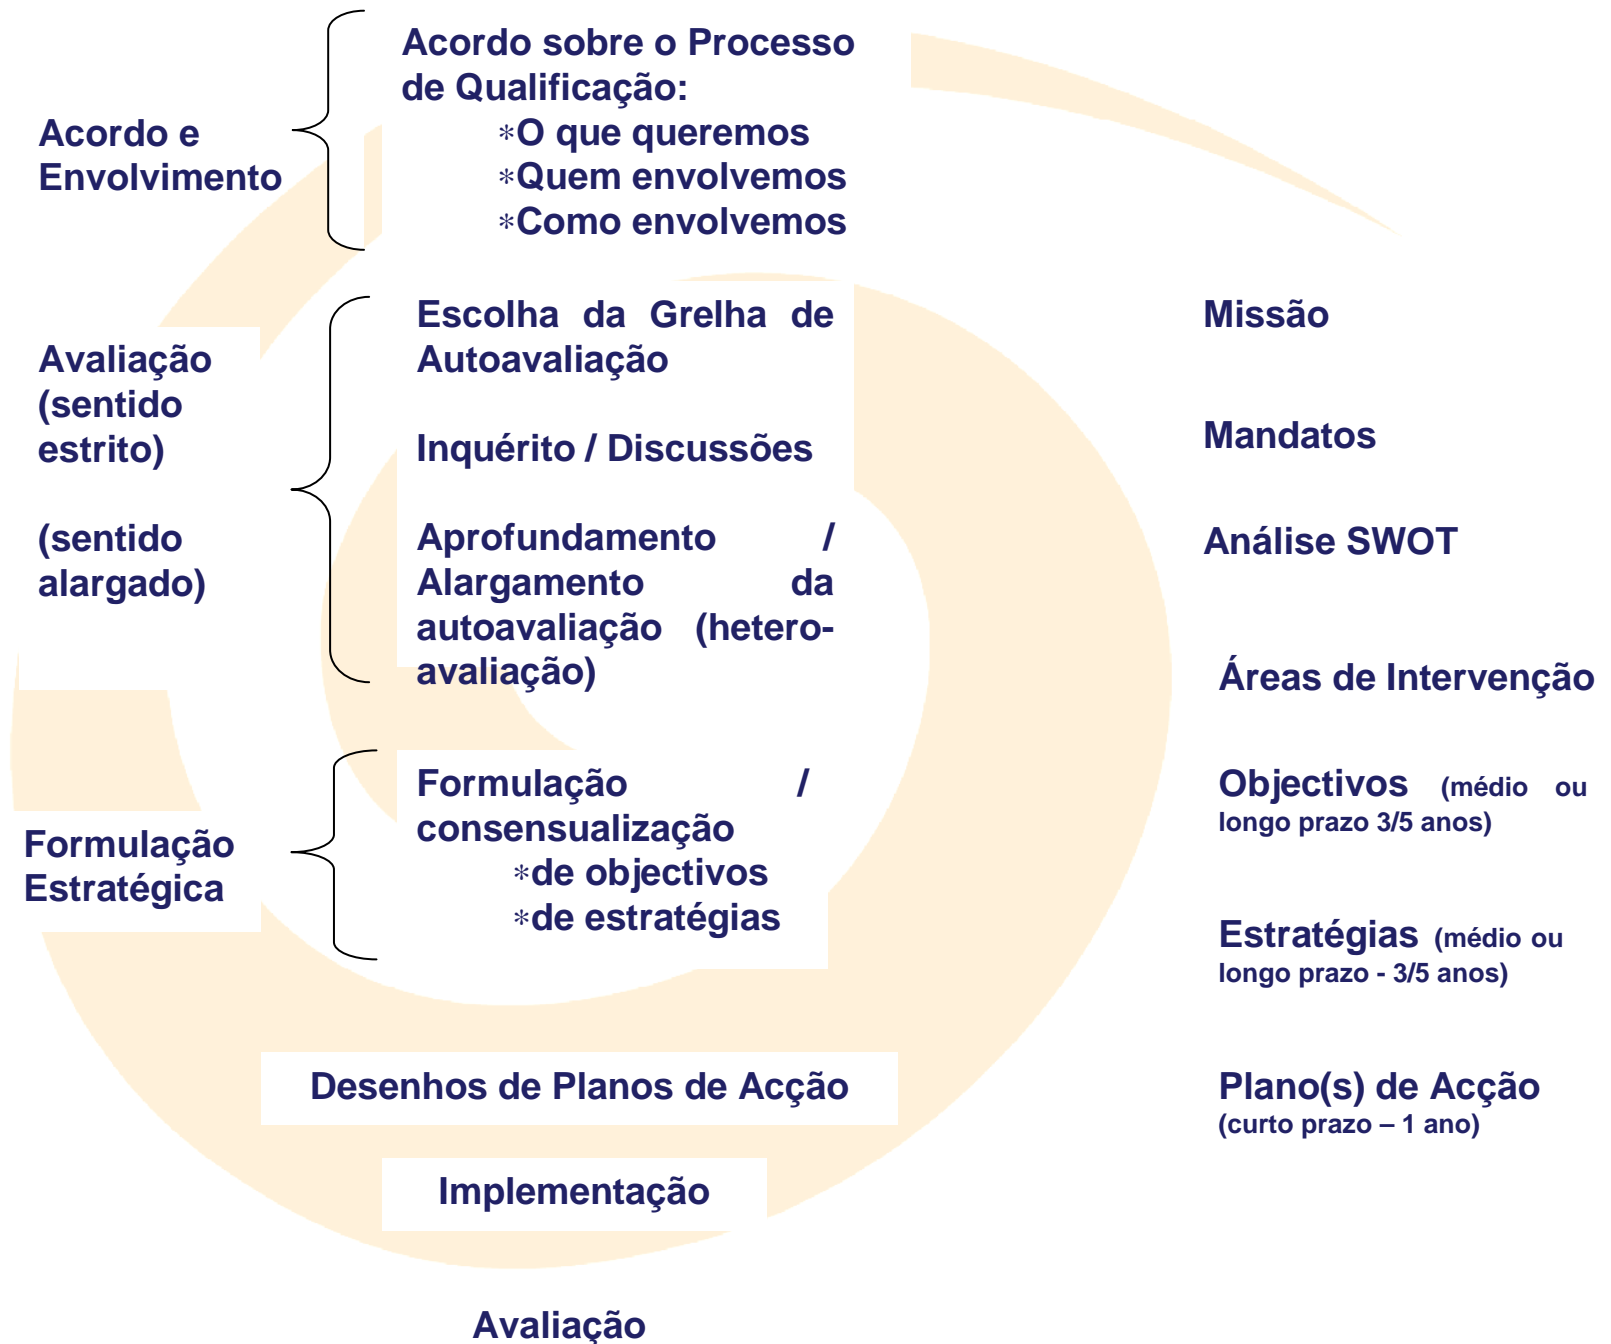 Acordo e
Envolvimento
Acordo sobre o Processo
de Qualificação:
*O que queremos
*Quem envolvemos
*Como envolvemos
Avaliação
(sentido
estrito)
(sentido
alargado)
Escolha da Grelha de
Autoavaliação
Inquérito / Discussões
Aprofundamento /
Alargamento da
autoavaliação (hetero-
avaliação)
Formulação
Estratégica
Formulação /
consensualização
*de objectivos
*de estratégias
Desenhos de Planos de Acção
Implementação
Avaliação
Missão
Mandatos
Análise SWOT
Áreas de Intervenção
Objectivos (médio ou
longo prazo 3/5 anos)
Estratégias (médio ou
longo prazo - 3/5 anos)
Plano(s) de Acção
(curto prazo – 1 ano)